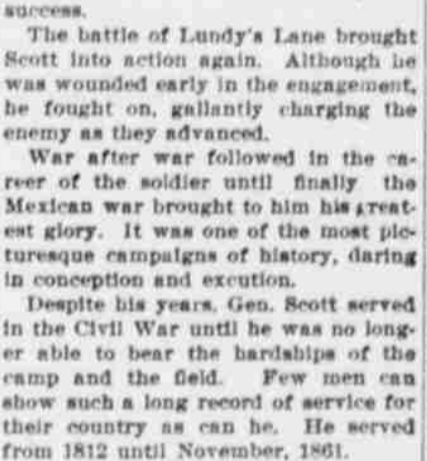 success.
The battle of Lundy's Lane brought
Scott into action again. Although he
was wounded early in the engagement,
he fought on, gallantly charging the
enemy as they advanced.
War after war followed in the ca-
reer of the soldier until finally the
Mexican war brought to him his great-
est glory. It was one of the most pic-
turesque campaigns of history, daring
in conception and excution.
Despite his years, Gen. Scott served
in the Civil War until he was no long-
er able to bear the hardships of the
camp and the field. Few men can
show such a long record of service for
their country as can he. He served
from 1812 until November, 1861.